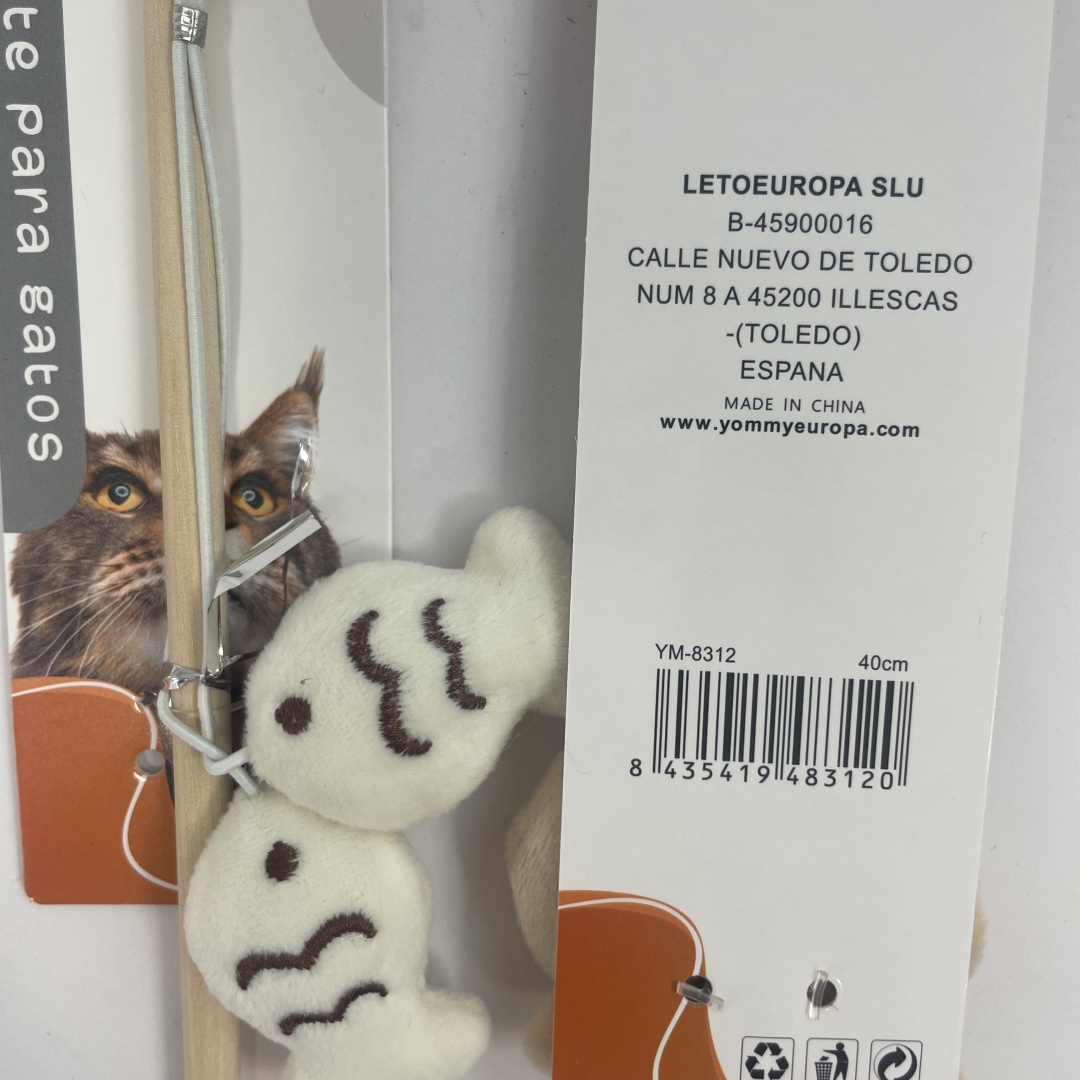 te para gatos
LETOEUROPA SLU
B-45900016
CALLE NUEVO DE TOLEDO
NUM 8 A 45200 ILLESCAS
-(TOLEDO)
ESPANA
MADE IN CHINA
www.yommyeuropa.com
YM-8312 40cm
8 435419 483120